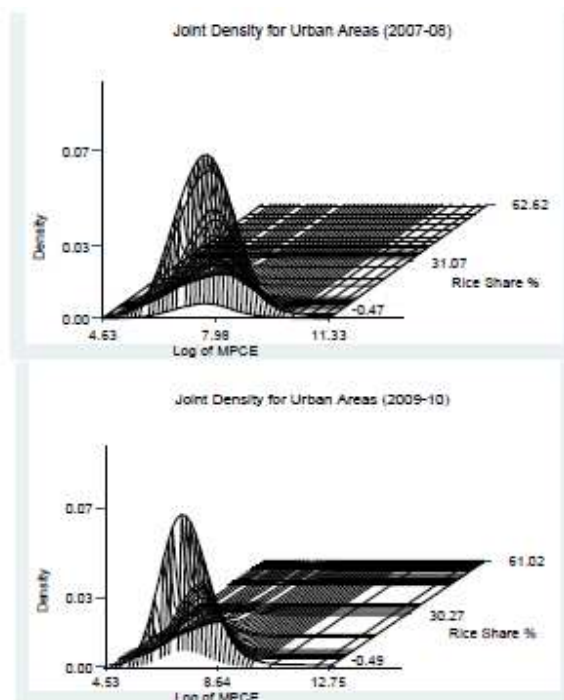 Joint Density for Urban Areas (2007-08)
0.07
0.03
0.00
Density
4.63
7.98
11.33
Log of MPCE
-0.47
31.07
62.62
Rice Share %
Joint Density for Urban Areas (2009-10)
0.07
0.03
0.00
Density
4.53
8.64
12.75
Log of MPCE
-0.49
30.27
61.02
Rice Share %